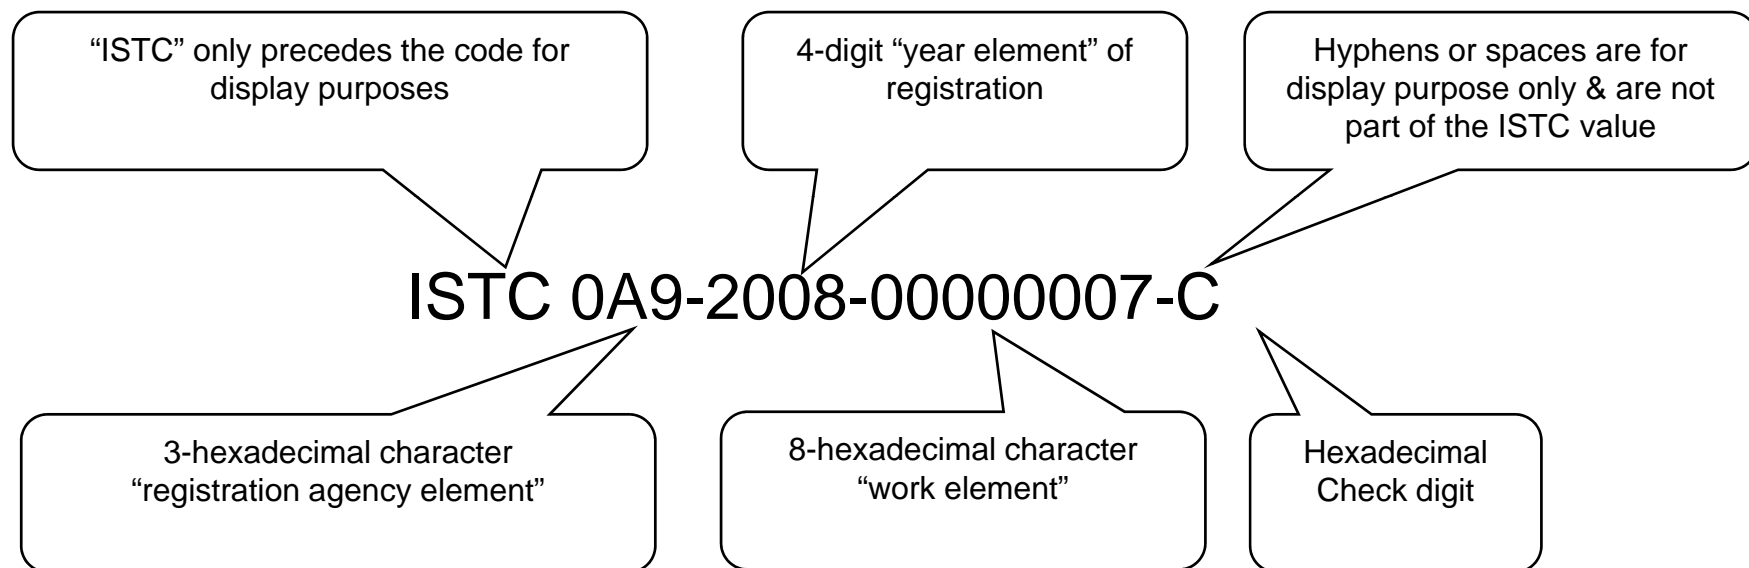 “ISTC” only precedes the code for
display purposes
4-digit “year element” of
registration
Hyphens or spaces are for
display purpose only & are not
part of the ISTC value
ISTC 0A9-2008-00000007-C
3-hexadecimal character
“registration agency element”
8-hexadecimal character
“work element”
Hexadecimal
Check digit